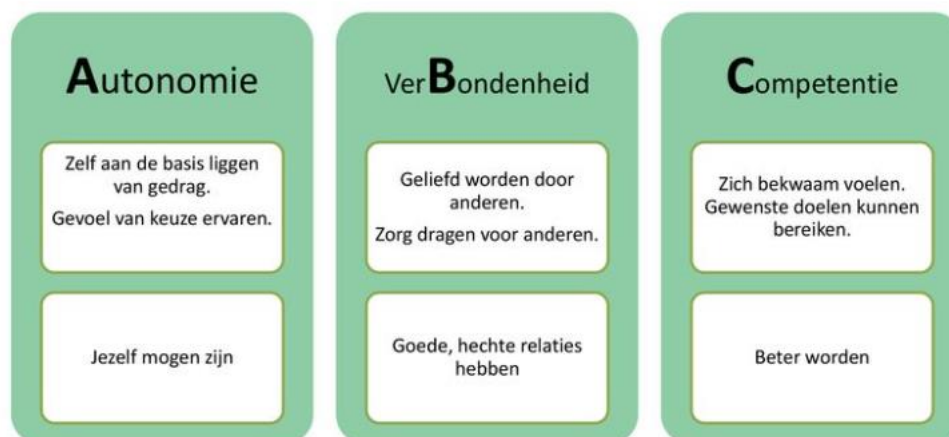 Autonomie
Zelf aan de basis liggen
van gedrag.
Gevoel van keuze ervaren.
Jezelf mogen zijn
VerBondenheid
Geliefd worden door
anderen.
Zorg dragen voor anderen.
Goede, hechte relaties
hebben
Competentie
Zich bekwaam voelen.
Gewenste doelen kunnen
bereiken.
Beter worden